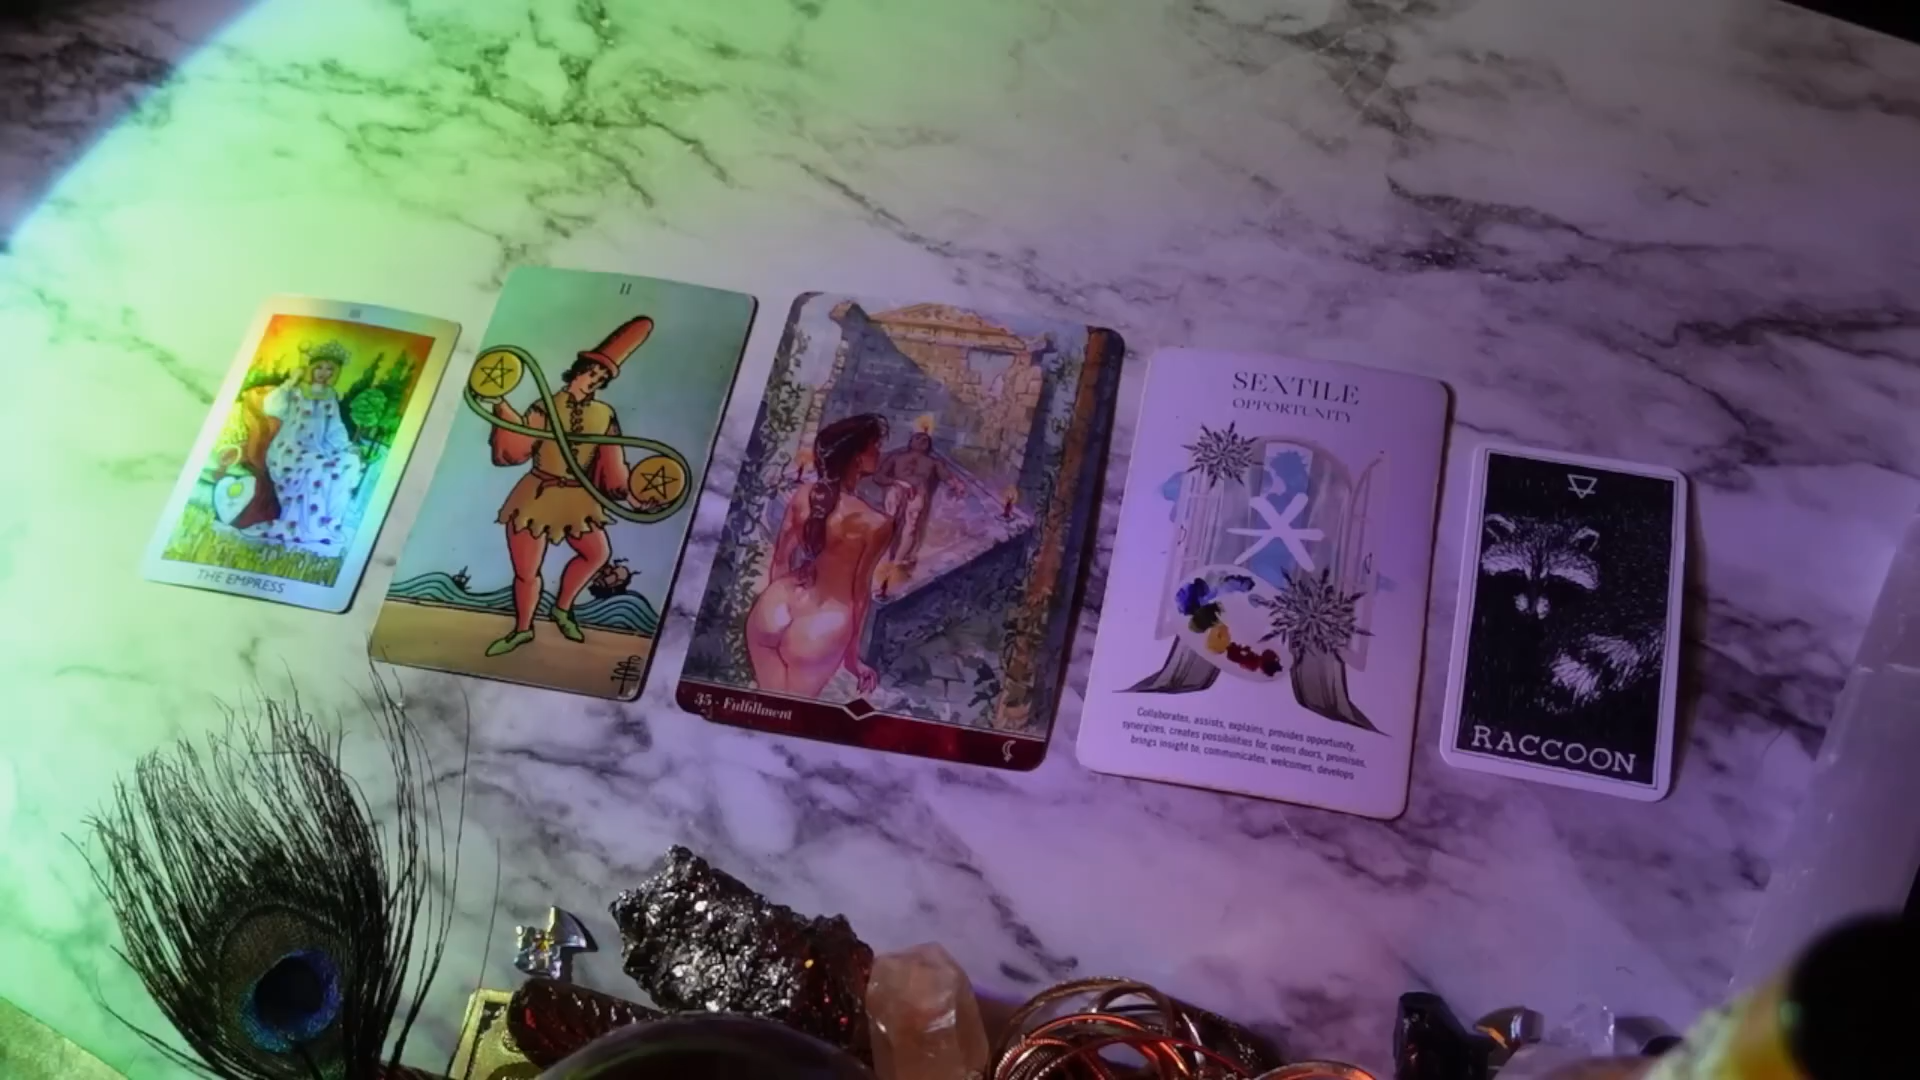 III
THE EMPRESS
II
35 - Fulfillment
SEXTILE
OPPORTUNITY
Collaborates, assists, explains, provides opportunity,
synergizes, creates possibilities for, opens doors, promises,
brings insight to, communicates, welcomes, develops
RACCOON